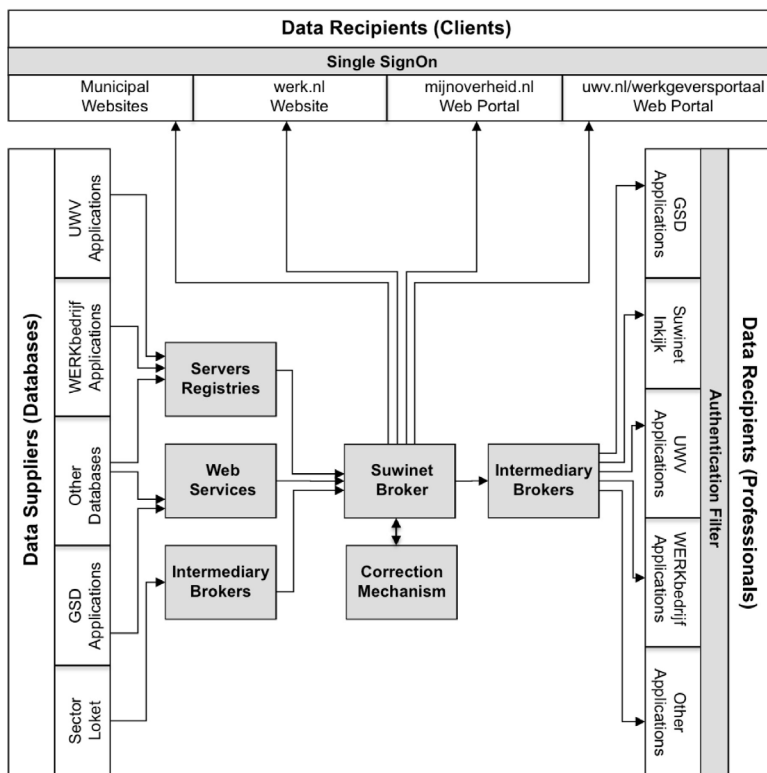 Data Recipients (Clients)
Single SignOn
Municipal
Websites
werk.nl
Website
mijnoverheid.nl
Web Portal
uwv.nl/werkgeversportaal
Web Portal
Data Suppliers (Databases)
UWV
Applications
WERKbedrijf
Applications
Other
Databases
GSD
Applications
Sector
Loket
Servers
Registries
Web
Services
Intermediary
Brokers
Suwinet
Broker
Correction
Mechanism
Intermediary
Brokers
GSD
Applications
Suwinet
Inkijk
UWV
Applications
WERKbedrijf
Applications
Other
Applications
Authentication Filter
Data Recipients (Professionals)